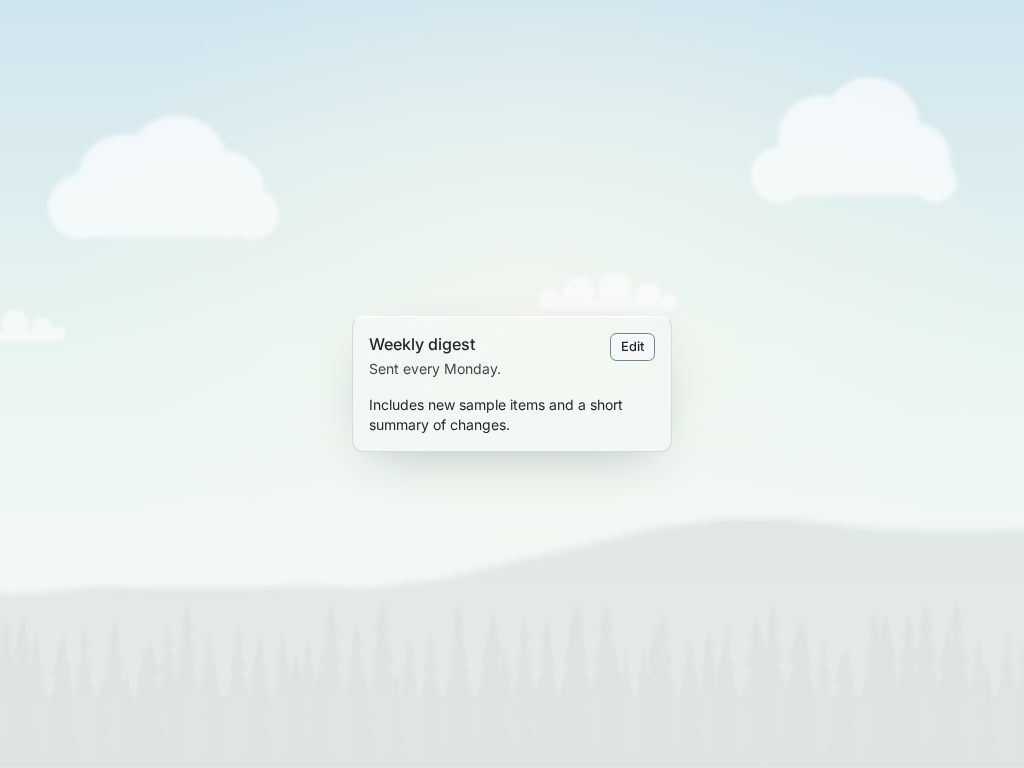 Weekly digest
Edit
Sent every Monday.
Includes new sample items and a short
summary of changes.